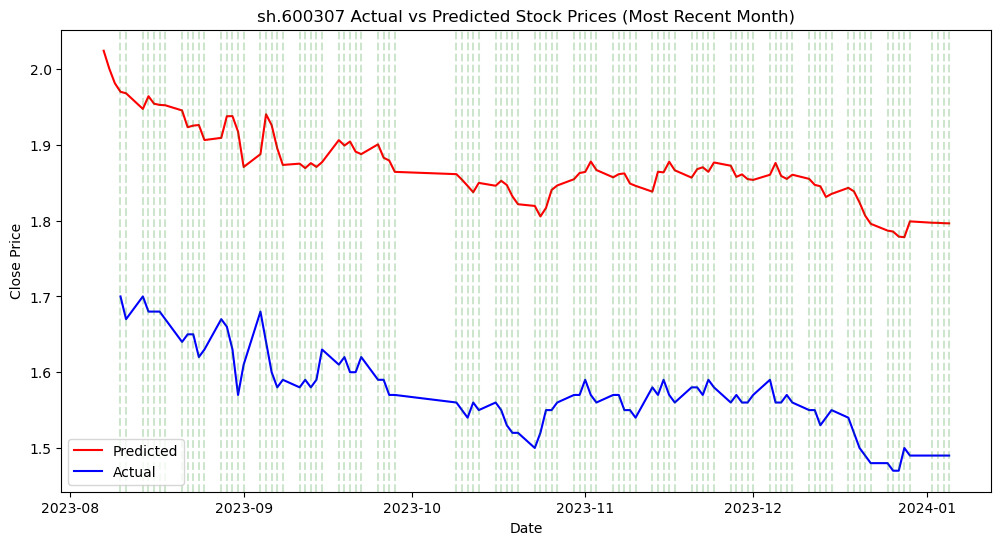 sh.600307 Actual vs Predicted Stock Prices (Most Recent Month)
Close Price
2.0
1.9
1.8
1.7
1.6
1.5
Predicted
Actual
2023-08
2023-09
2023-10
2023-11
2023-12
2024-01
Date